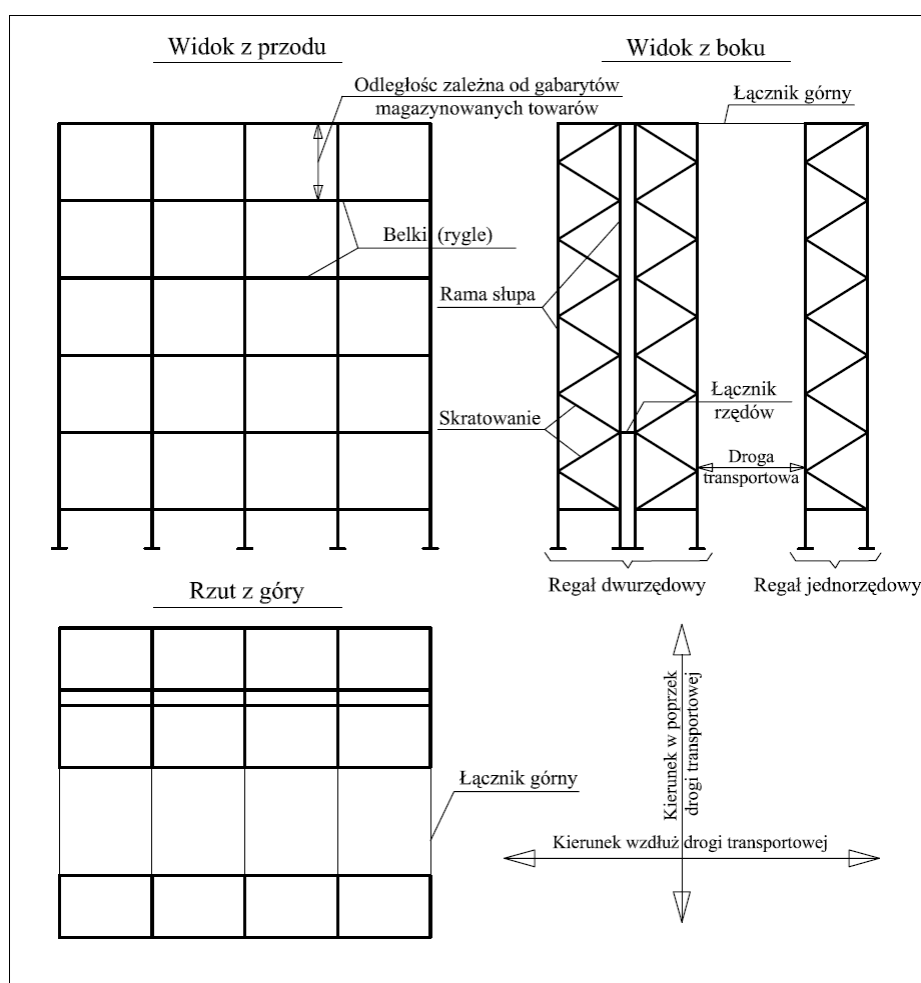 Widok z przodu
Widok z boku
Odległośc zależna od gabarytów
magazynowanych towarów
Łącznik górny
Belki (rygle)
Rama słupa
Łącznik
rzędów
Skratowanie
Droga
transportowa
Regał dwurzędowy
Regał jednorzędowy
Rzut z góry
Kierunek w poprzek
drogi transportowej
Łącznik górny
Kierunek wzdłuż drogi transportowej